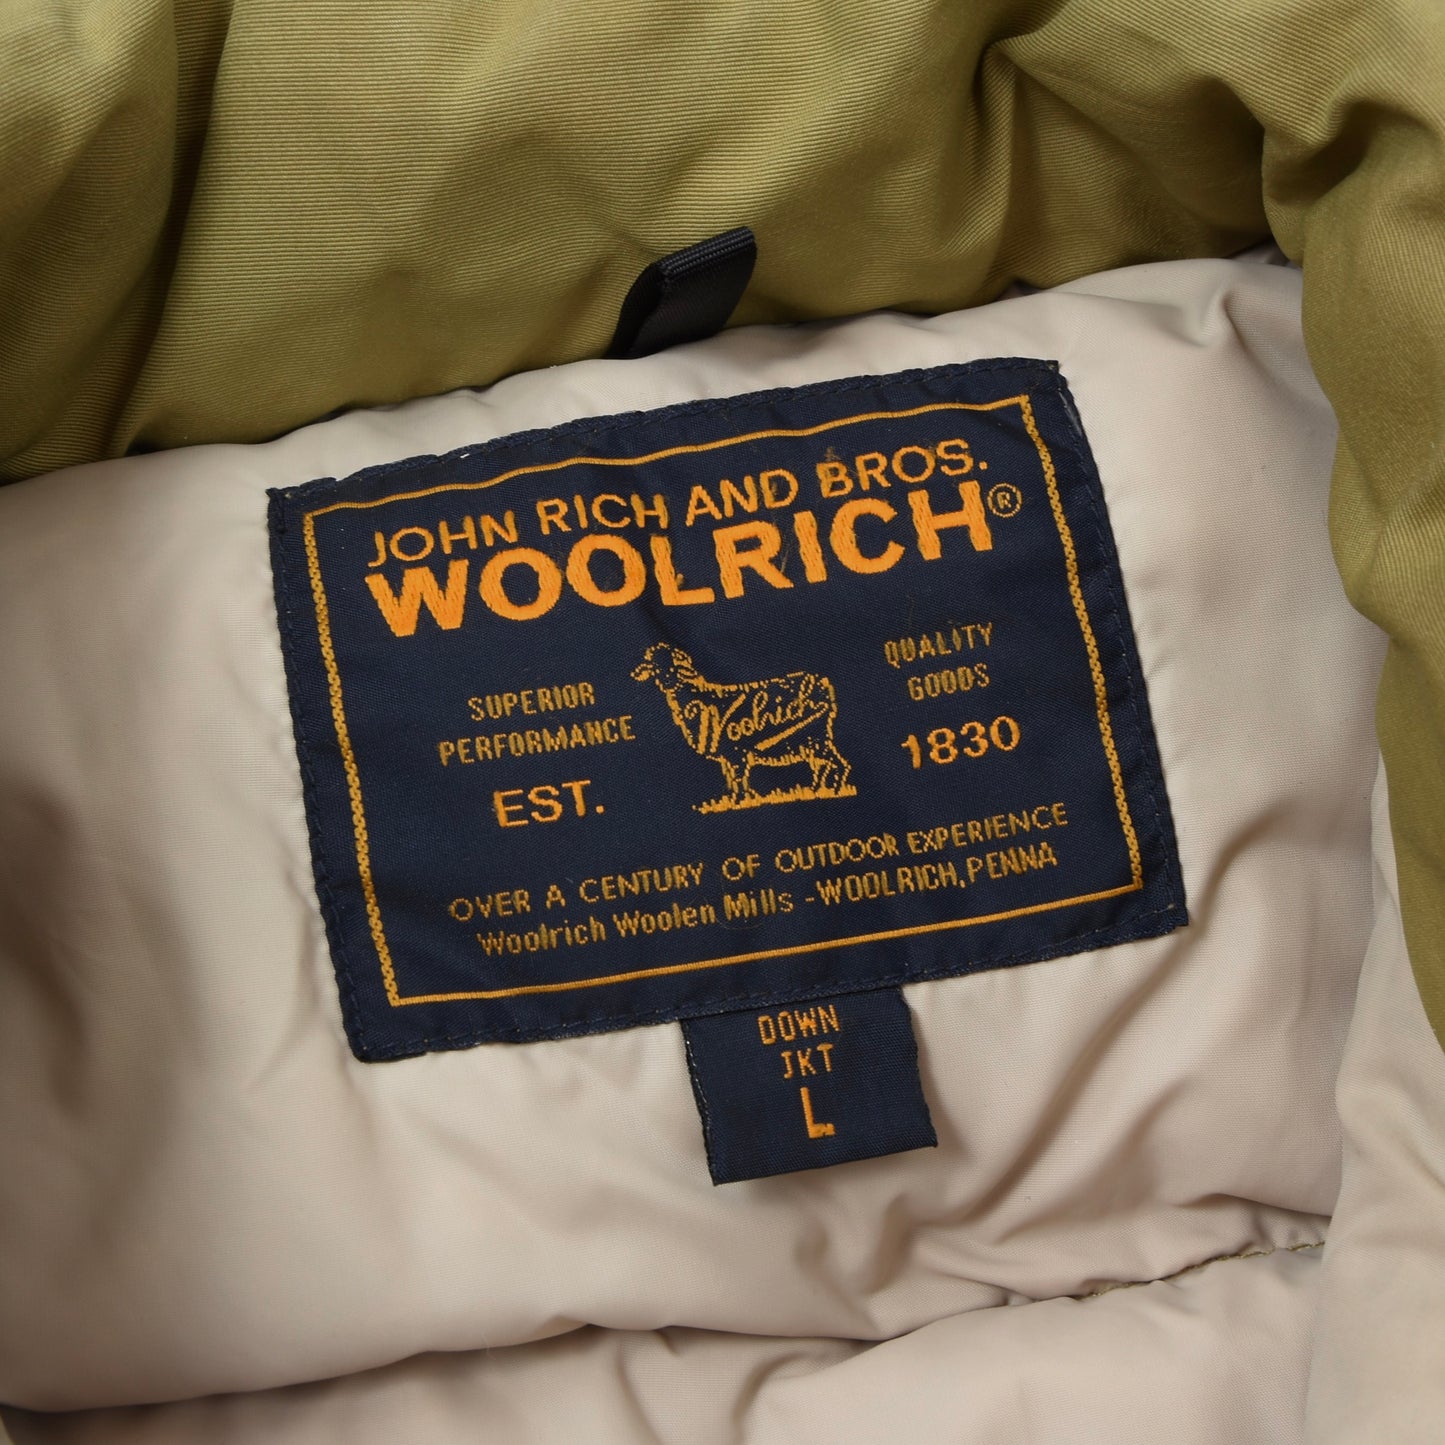 JOHN RICH AND BROS.
WOOLRICH®
SUPERIOR
PERFORMANCE
EST.
Woolrich
QUALITY
GOODS
1830
OVER A CENTURY OF OUTDOOR EXPERIENCE
Woolrich Woolen Mills - WOOLRICH, PENNA
DOWN
JKT
L